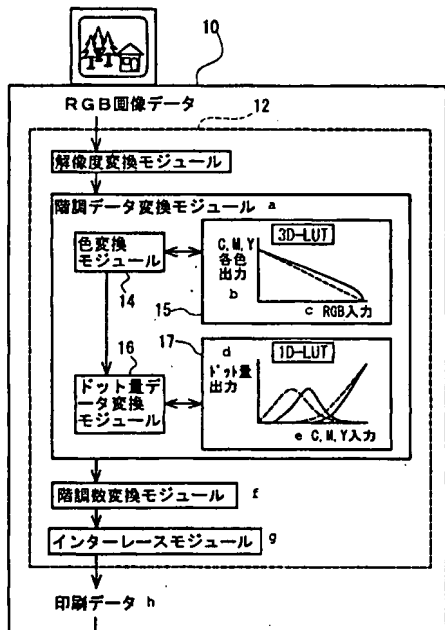 10
RGB画像データ
12
解像度変換モジュール
階調データ変換モジュール a
色変換
モジュール
14
3D-LUT
C,M,Y
各色
出力
b
c RGB入力
15
16
ドット量デ
ータ変換
モジュール
17
1D-LUT
d
ドット量
出力
e C,M,Y入力
階調数変換モジュール f
インターレースモジュール g
印刷データ h